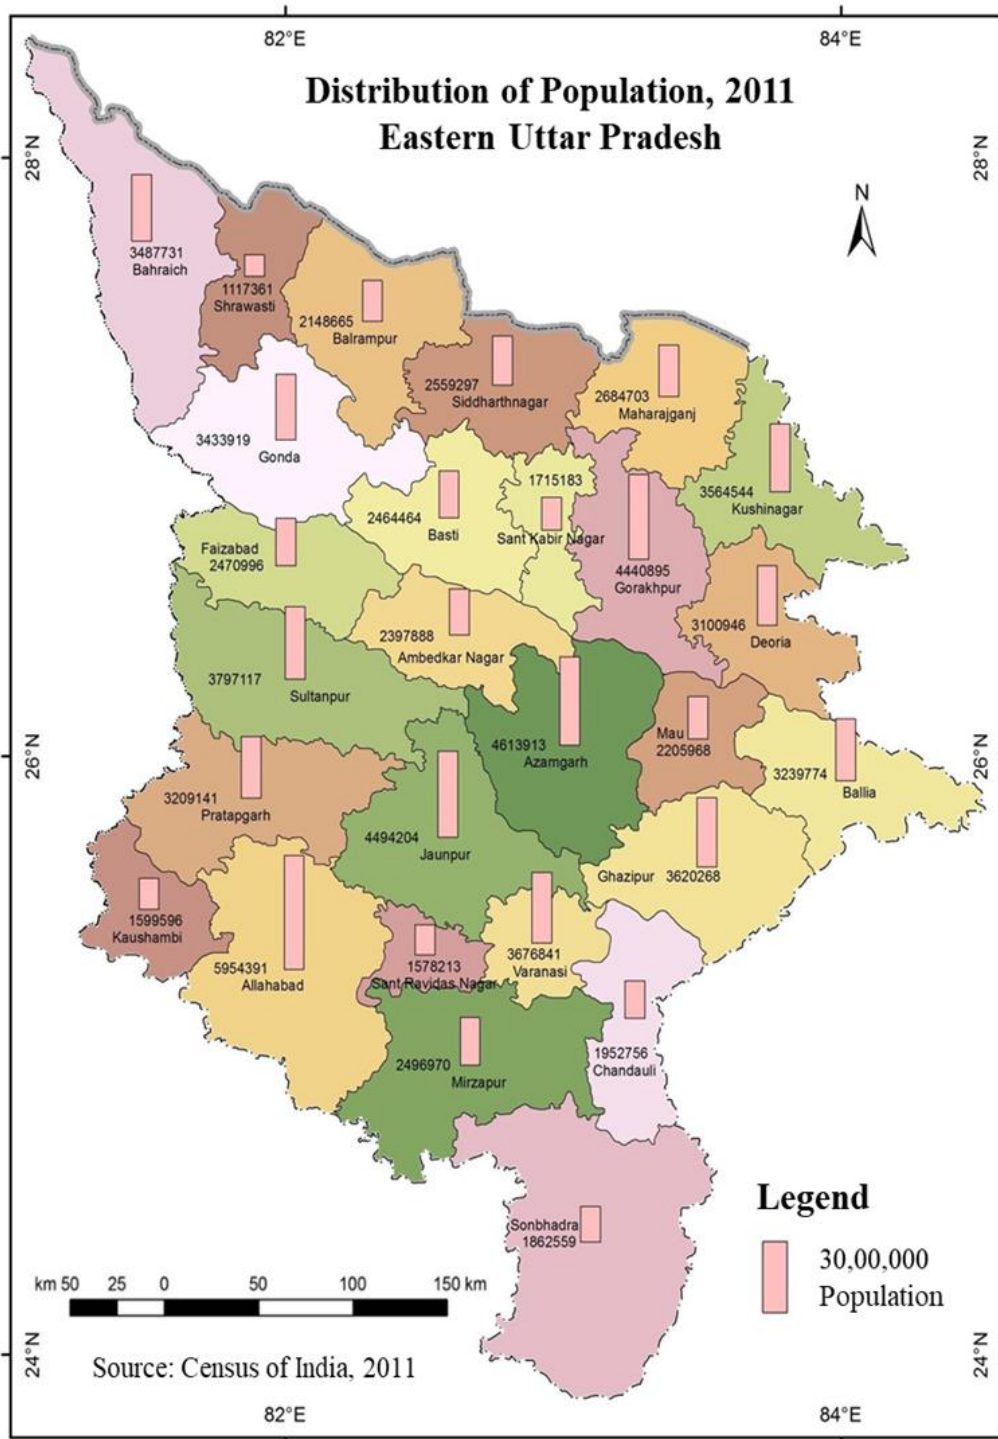 82°E
84°E
Distribution of Population, 2011
Eastern Uttar Pradesh
28°N
28°N
N
3487731
Bahraich
1117361
Shrawasti
2148665
Balrampur
2559297
Siddharthnagar
2684703
Maharajganj
3433919
Gonda
3564544
Kushinagar
2464464
Basti
1715183
Sant Kabir Nagar
Faizabad
2470996
4440895
Gorakhpur
2397888
Ambedkar Nagar
3100946
Deoria
3797117
Sultanpur
4613913
Azamgarh
Mau
2205968
26°N
26°N
3239774
Ballia
3209141
Pratapgarh
4494204
Jaunpur
Ghazipur 3620268
1599596
Kaushambi
5954391
Allahabad
1578213
Sant Ravidas Nagar
3676841
Varanasi
2496970
Mirzapur
1952756
Chandauli
Sonbhadra
1862559
Legend
30,00,000
Population
km 50 25 0 50 100 150 km
Source: Census of India, 2011
24°N
24°N
82°E
84°E